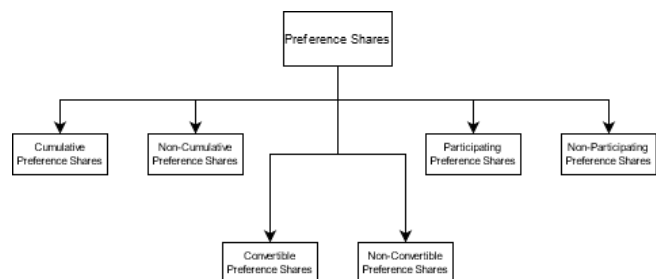 Preference Shares
Cumulative
Preference Shares
Non-Cumulative
Preference Shares
Participating
Preference Shares
Non-Participating
Preference Shares
Convertible
Preference Shares
Non-Convertible
Preference Shares